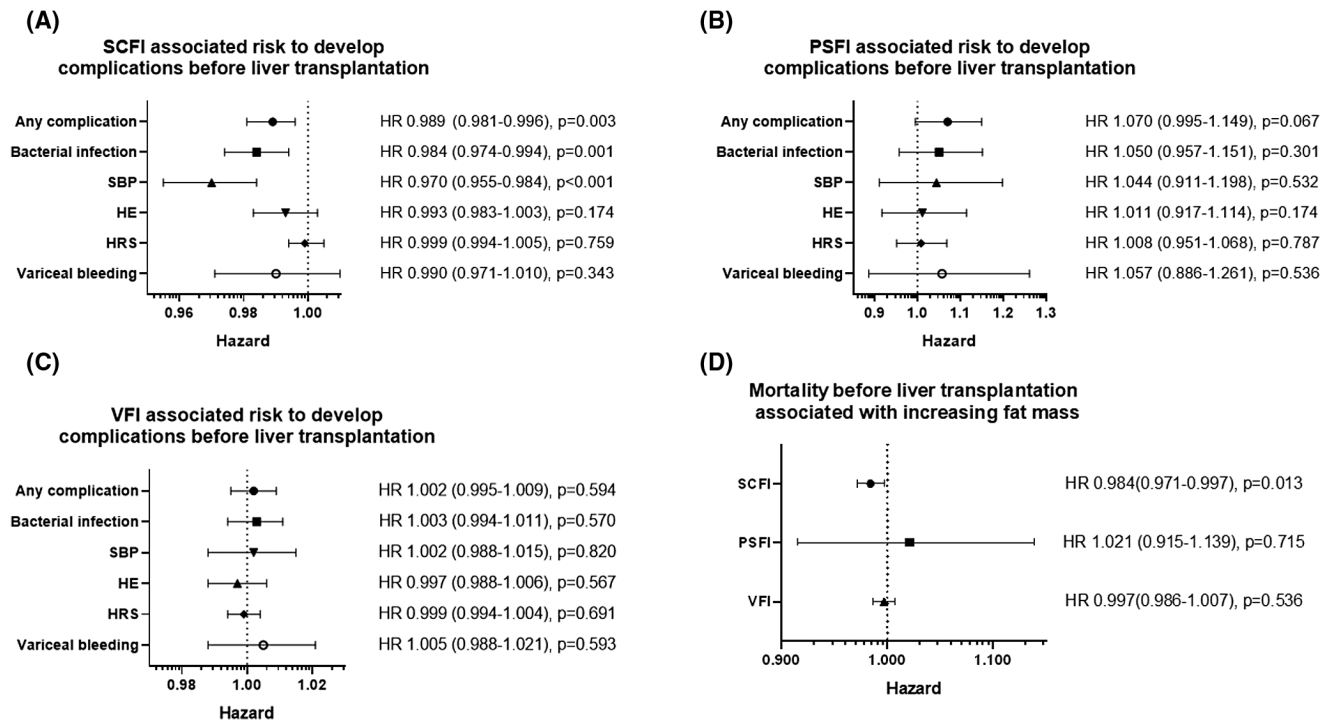 (A)
SCFI associated risk to develop
complications before liver transplantation
Any complication HR 0.989 (0.981-0.996), p=0.003
Bacterial infection HR 0.984 (0.974-0.994), p=0.001
SBP HR 0.970 (0.955-0.984), p<0.001
HE HR 0.993 (0.983-1.003), p=0.174
HRS HR 0.999 (0.994-1.005), p=0.759
Variceal bleeding HR 0.990 (0.971-1.010), p=0.343
0.96 0.98 1.00
Hazard
(B)
PSFI associated risk to develop
complications before liver transplantation
Any complication HR 1.070 (0.995-1.149), p=0.067
Bacterial infection HR 1.050 (0.957-1.151), p=0.301
SBP HR 1.044 (0.911-1.198), p=0.532
HE HR 1.011 (0.917-1.114), p=0.174
HRS HR 1.008 (0.951-1.068), p=0.787
Variceal bleeding HR 1.057 (0.886-1.261), p=0.536
0.9 1.0 1.1 1.2 1.3
Hazard
(C)
VFI associated risk to develop
complications before liver transplantation
Any complication HR 1.002 (0.995-1.009), p=0.594
Bacterial infection HR 1.003 (0.994-1.011), p=0.570
SBP HR 1.002 (0.988-1.015), p=0.820
HE HR 0.997 (0.988-1.006), p=0.567
HRS HR 0.999 (0.994-1.004), p=0.691
Variceal bleeding HR 1.005 (0.988-1.021), p=0.593
0.98 1.00 1.02
Hazard
(D)
Mortality before liver transplantation
associated with increasing fat mass
SCFI HR 0.984(0.971-0.997), p=0.013
PSFI HR 1.021 (0.915-1.139), p=0.715
VFI HR 0.997(0.986-1.007), p=0.536
0.900 1.000 1.100
Hazard